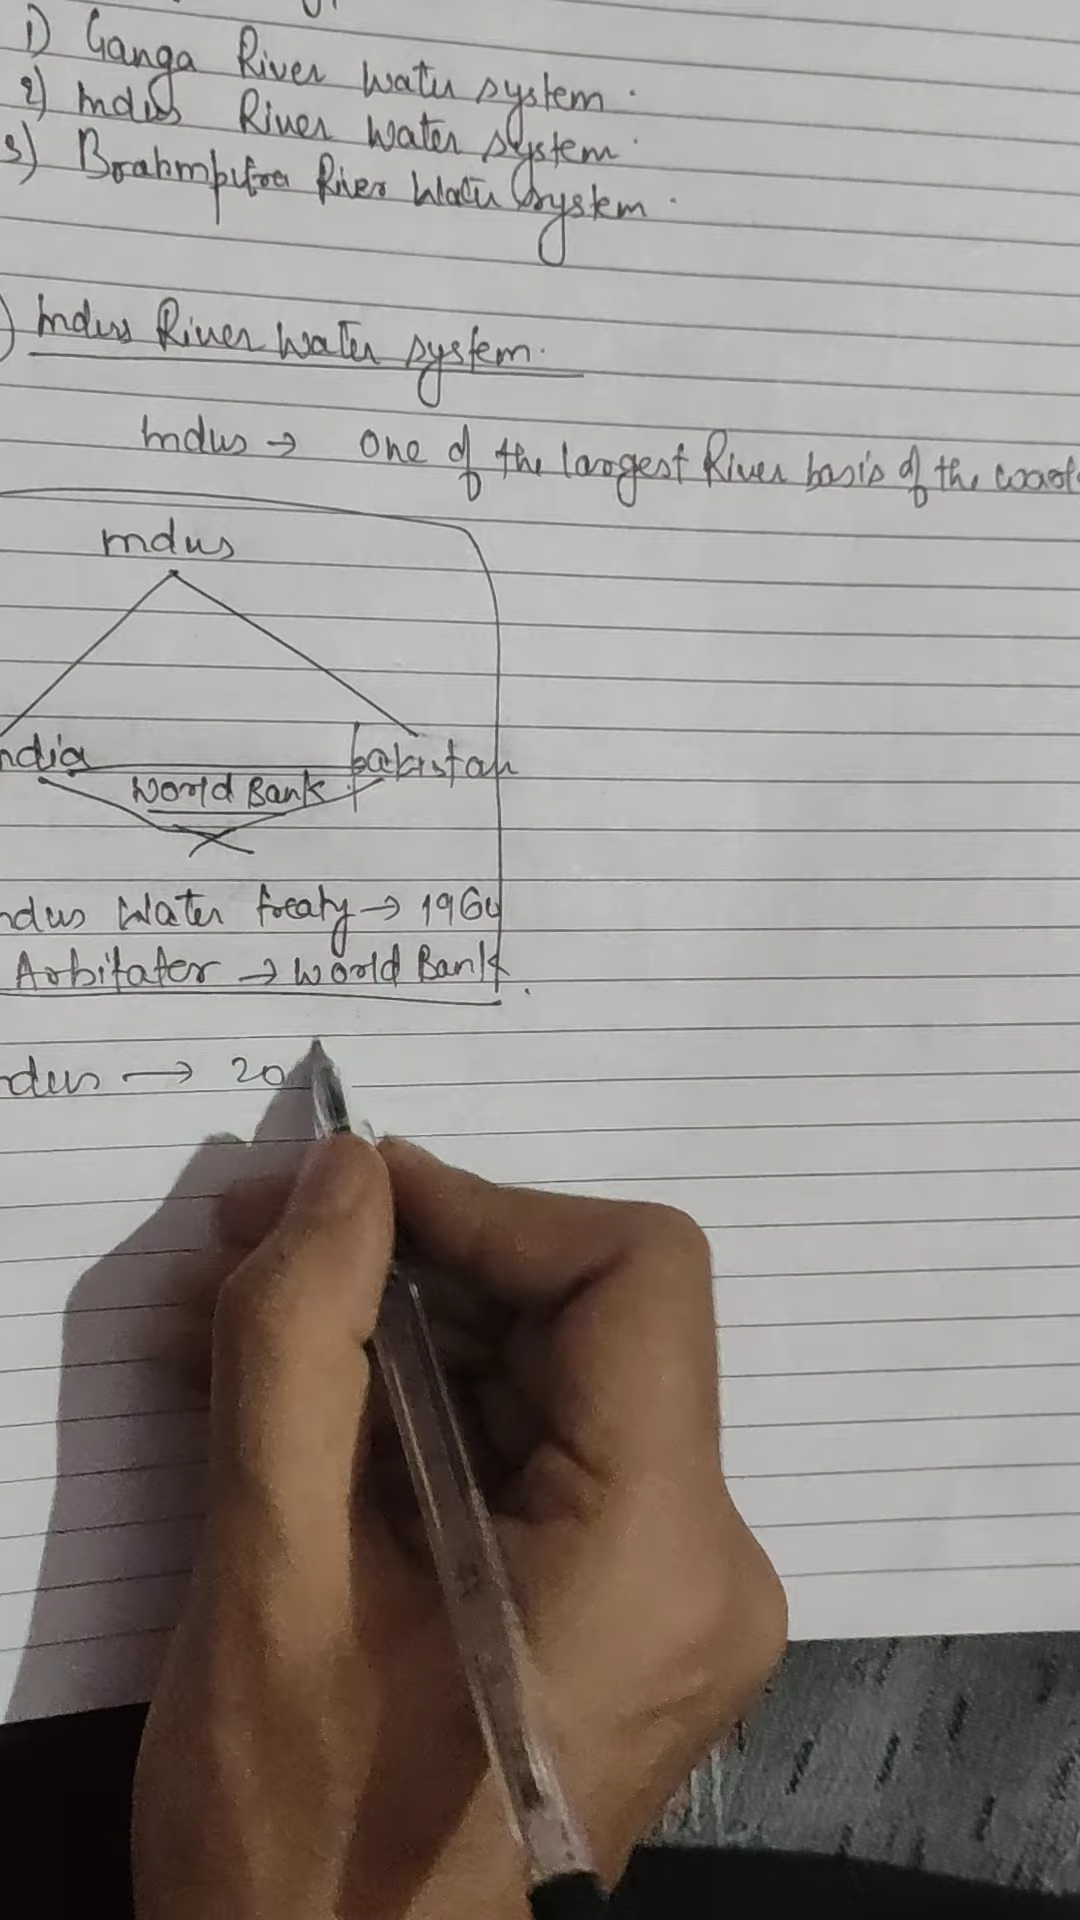 1) Ganga River Water system.
2) Indus River Water system.
3) Brahmputra River Water System.
) Indus River Water system.
Indus → One of the largest River basis of the
Indus
ndia Pakistan
World Bank
ndus Water treaty → 1960
Arbitater → World Bank.
dus → 20